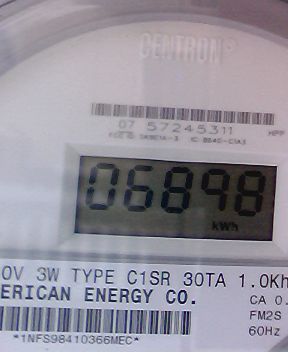 CENTRON®
07 57245311
HPP
06898
kWh
0V 3W TYPE C1SR 30TA 1.0Kh
ERICAN ENERGY CO.
CA 0.
FM2S
60Hz
*1NFS98410366MEC*